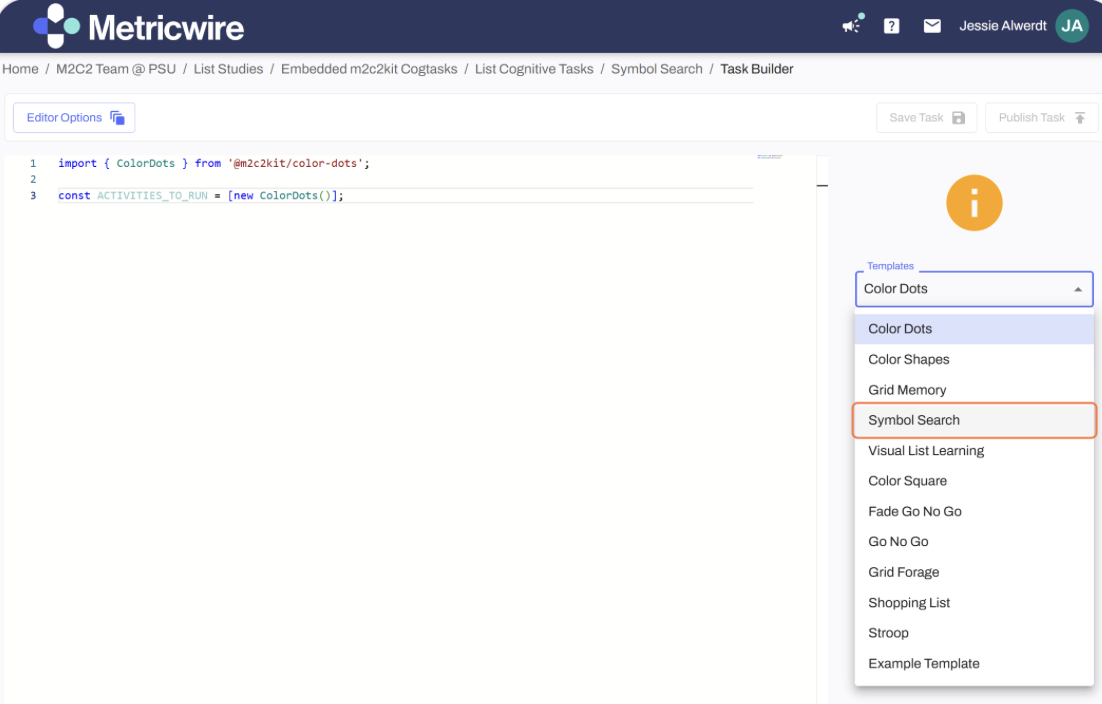 Metricwire
? Jessie Alwerdt JA
Home / M2C2 Team @ PSU / List Studies / Embedded m2c2kit Cogtasks / List Cognitive Tasks / Symbol Search / Task Builder
Editor Options
Save Task
Publish Task
1 import { ColorDots } from '@m2c2kit/color-dots';
2
3 const ACTIVITIES_TO_RUN = [new ColorDots()];
i
Templates
Color Dots
Color Dots
Color Shapes
Grid Memory
Symbol Search
Visual List Learning
Color Square
Fade Go No Go
Go No Go
Grid Forage
Shopping List
Stroop
Example Template